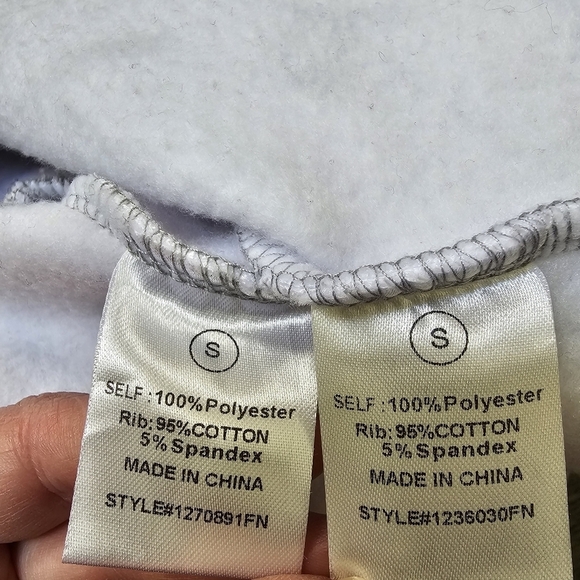 S
SELF :100%Polyester
Rib: 95%COTTON
5% Spandex
MADE IN CHINA
STYLE#1270891FN
S
SELF :100%Polyester
Rib: 95%COTTON
5% Spandex
MADE IN CHINA
STYLE#1236030FN